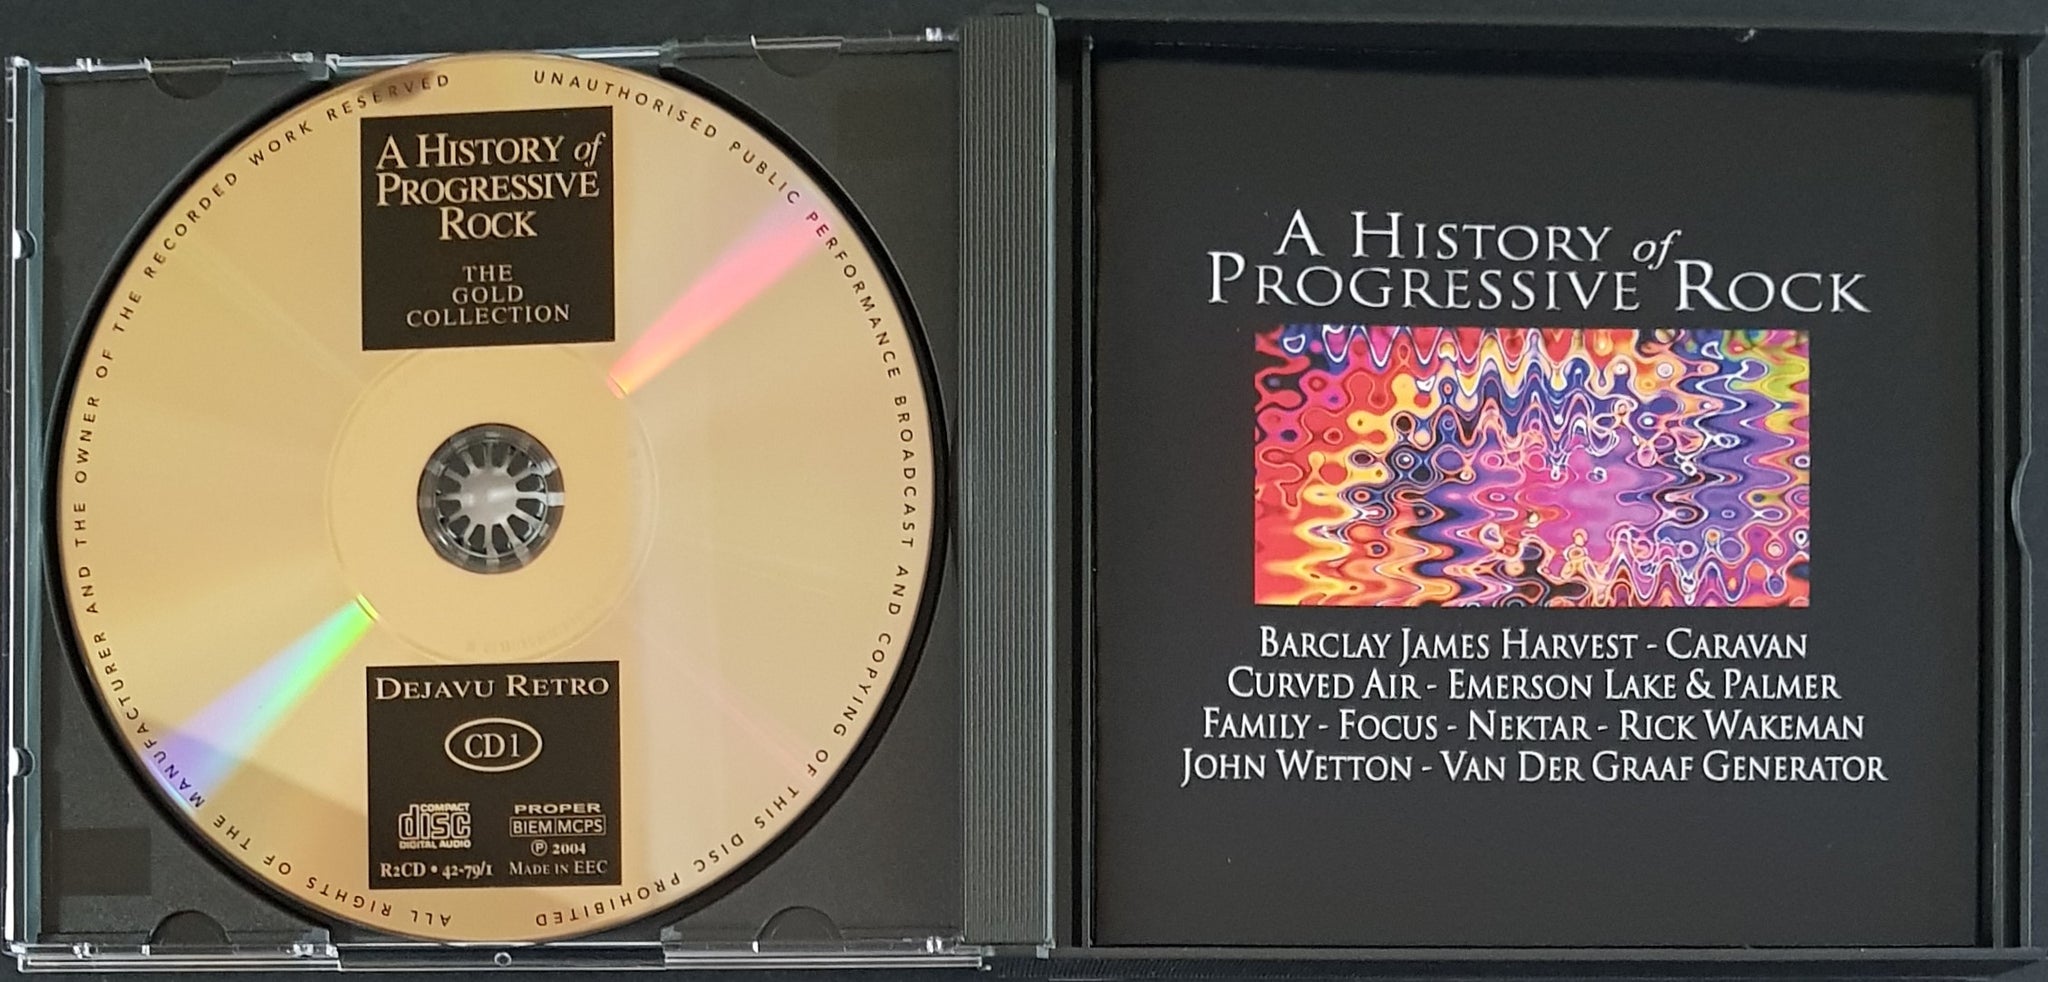 ALL RIGHTS OF THE MANUFACTURER AND THE OWNER OF THE RECORDED WORK RESERVED
UNAUTHORISED PUBLIC PERFORMANCE BROADCAST AND COPYING OF THIS DISC PROHIBITED
A HISTORY of
PROGRESSIVE
ROCK
THE
GOLD
COLLECTION
DEJAVU RETRO
CD1
COMPACT
disc
DIGITAL AUDIO
PROPER
BIEM MCPS
℗ 2004
R2CD • 42-79/1
MADE IN EEC
A HISTORY of
PROGRESSIVE ROCK
BARCLAY JAMES HARVEST - CARAVAN
CURVED AIR - EMERSON LAKE & PALMER
FAMILY - FOCUS - NEKTAR - RICK WAKEMAN
JOHN WETTON - VAN DER GRAAF GENERATOR